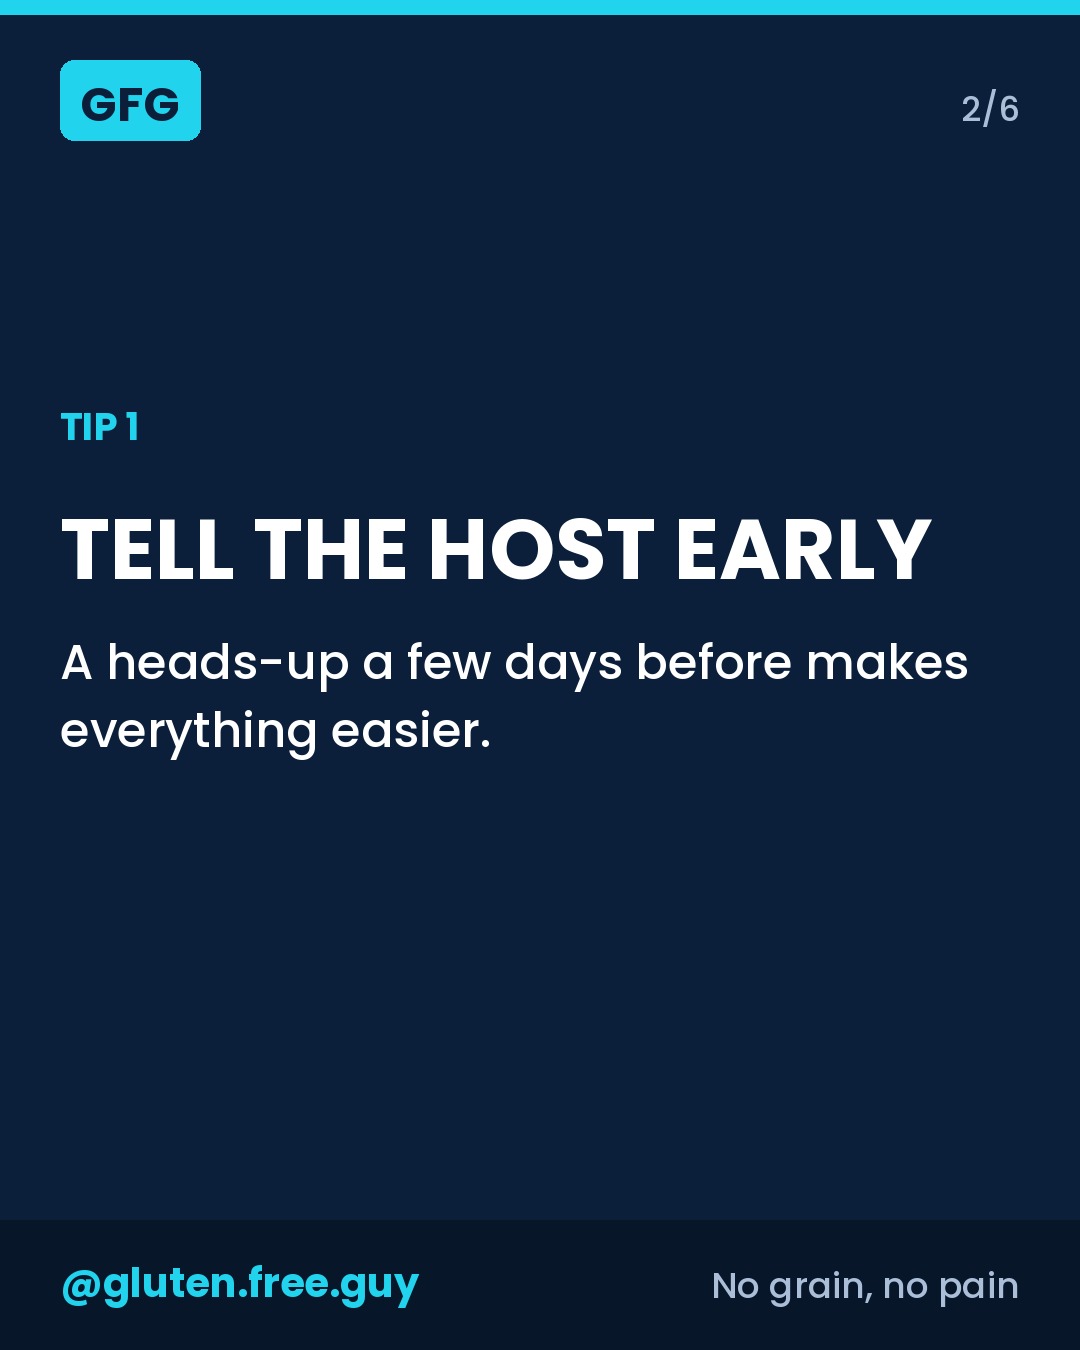 GFG
2/6
TIP 1
TELL THE HOST EARLY
A heads-up a few days before makes
everything easier.
@gluten.free.guy
No grain, no pain